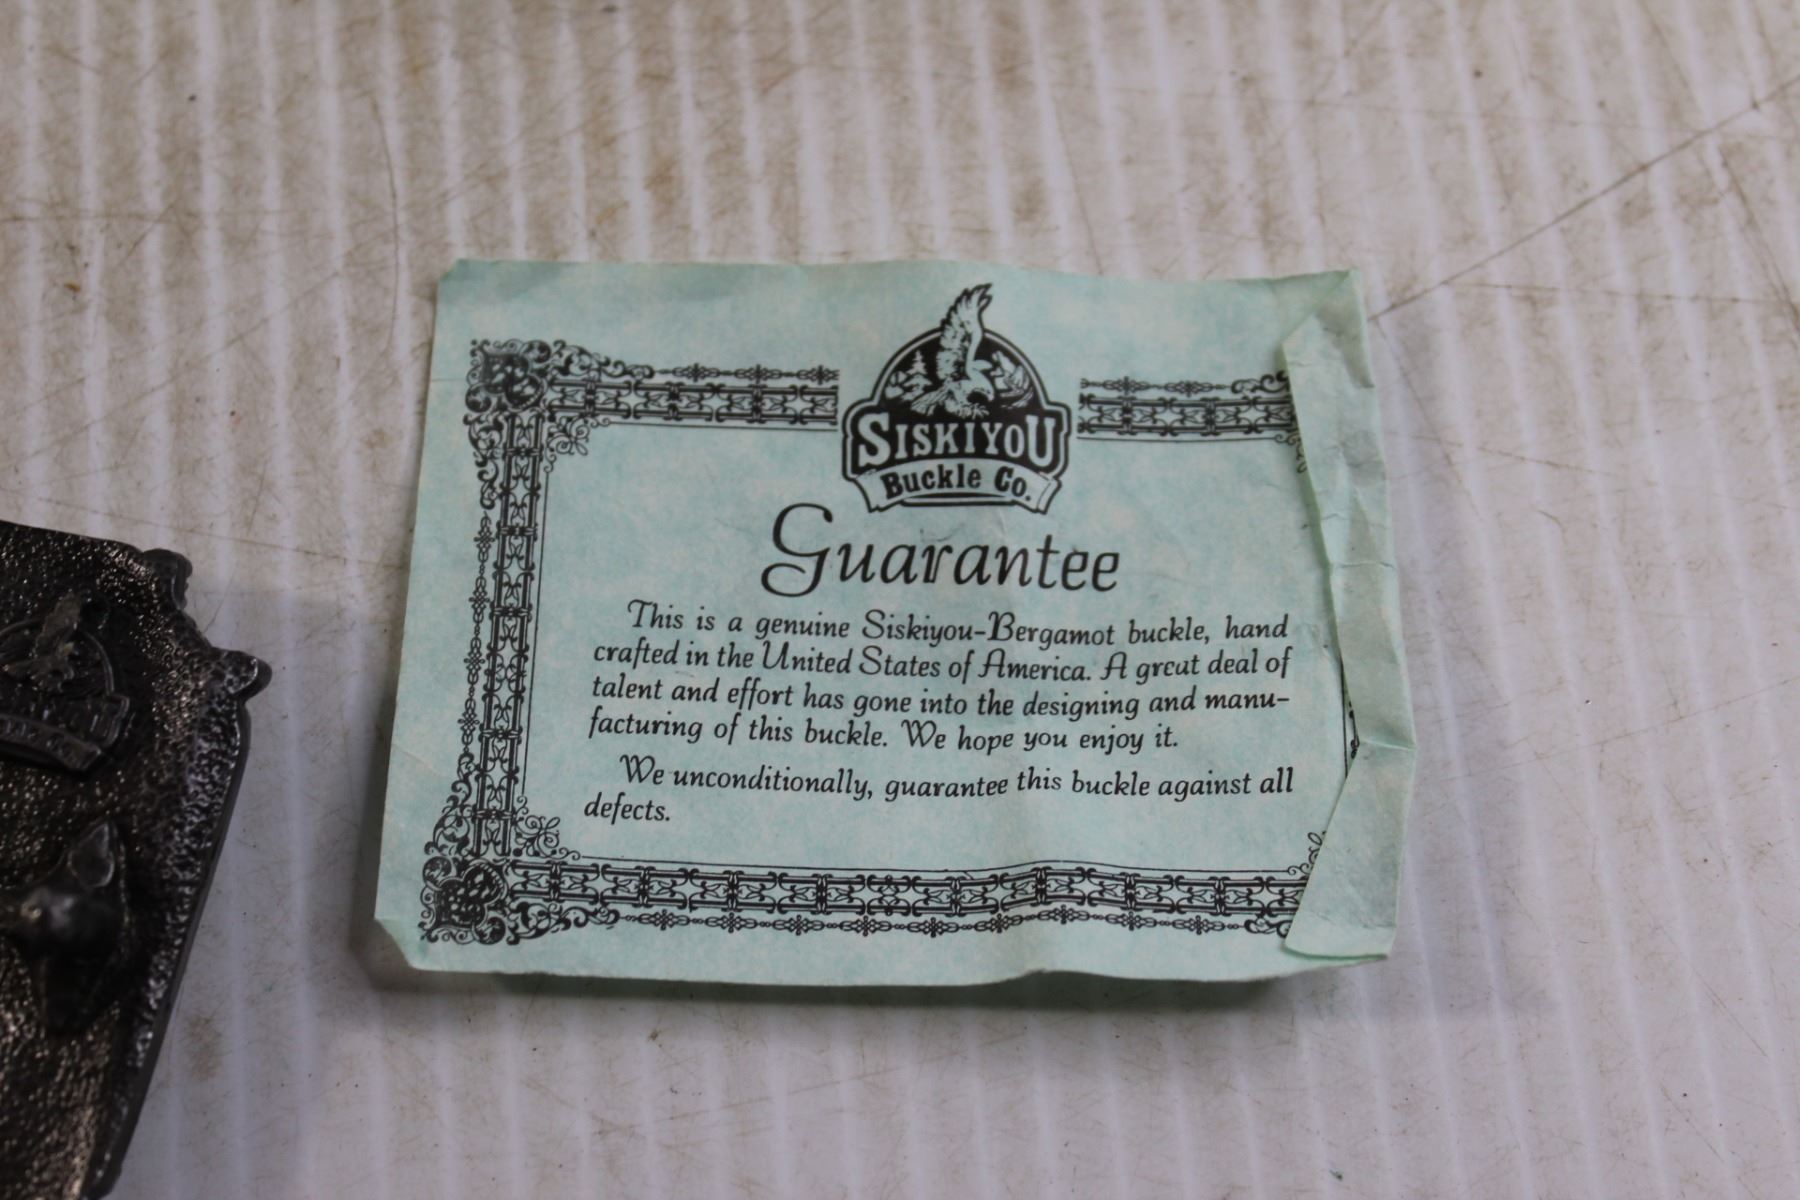 SISKIYOU
Buckle Co.
Guarantee
This is a genuine Siskiyou-Bergamot buckle, hand
crafted in the United States of America. A great deal of
talent and effort has gone into the designing and manu-
facturing of this buckle. We hope you enjoy it.
We unconditionally, guarantee this buckle against all
defects.